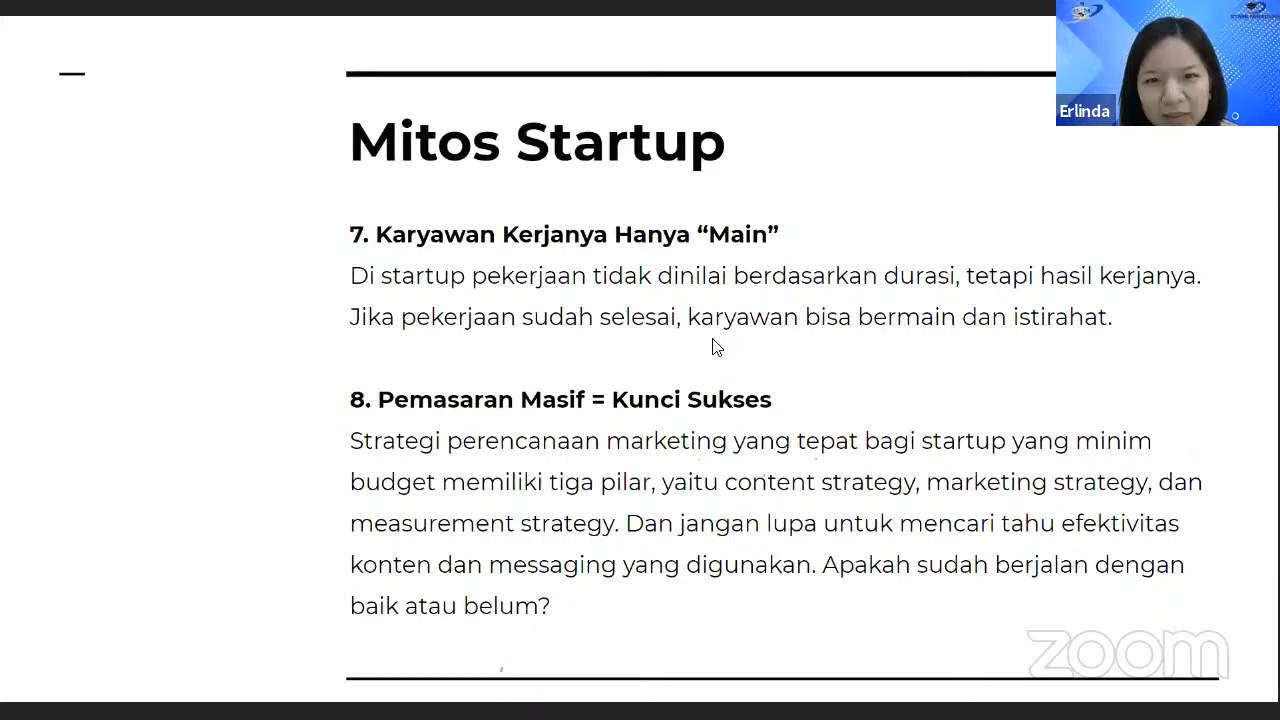 Erlinda
Mitos Startup
7. Karyawan Kerjanya Hanya “Main”
Di startup pekerjaan tidak dinilai berdasarkan durasi, tetapi hasil kerjanya.
Jika pekerjaan sudah selesai, karyawan bisa bermain dan istirahat.
8. Pemasaran Masif = Kunci Sukses
Strategi perencanaan marketing yang tepat bagi startup yang minim
budget memiliki tiga pilar, yaitu content strategy, marketing strategy, dan
measurement strategy. Dan jangan lupa untuk mencari tahu efektivitas
konten dan messaging yang digunakan. Apakah sudah berjalan dengan
baik atau belum?
zoom